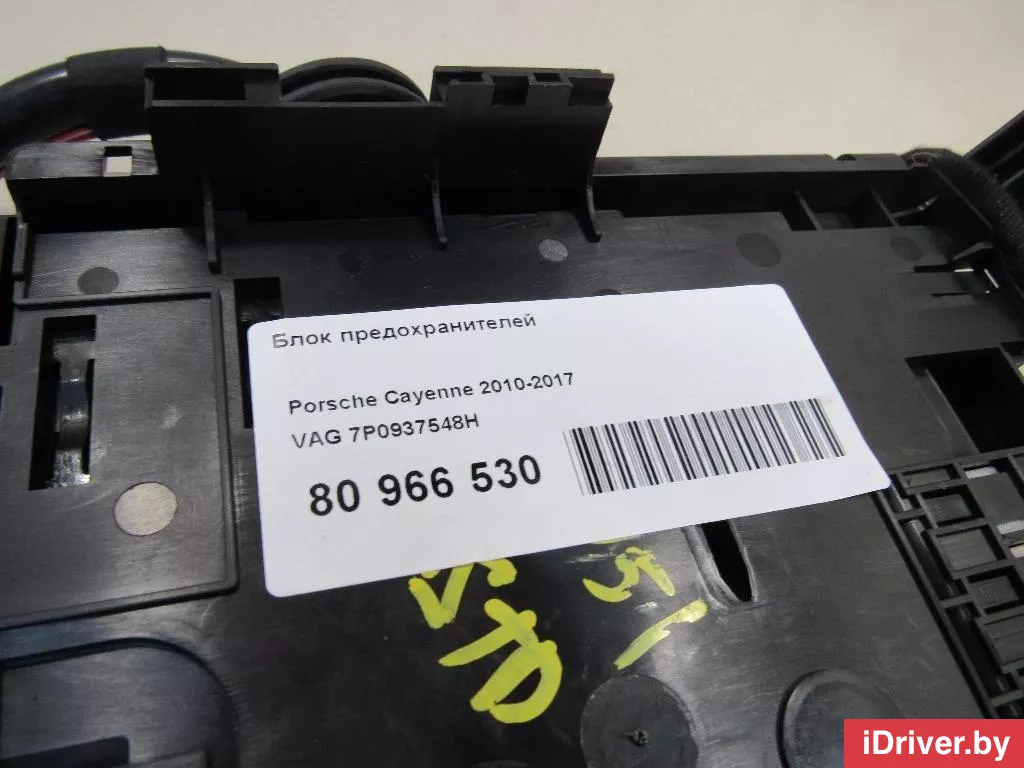 Блок предохранителей
Porsche Cayenne 2010-2017
VAG 7P0937548H
80 966 530
iDriver.by